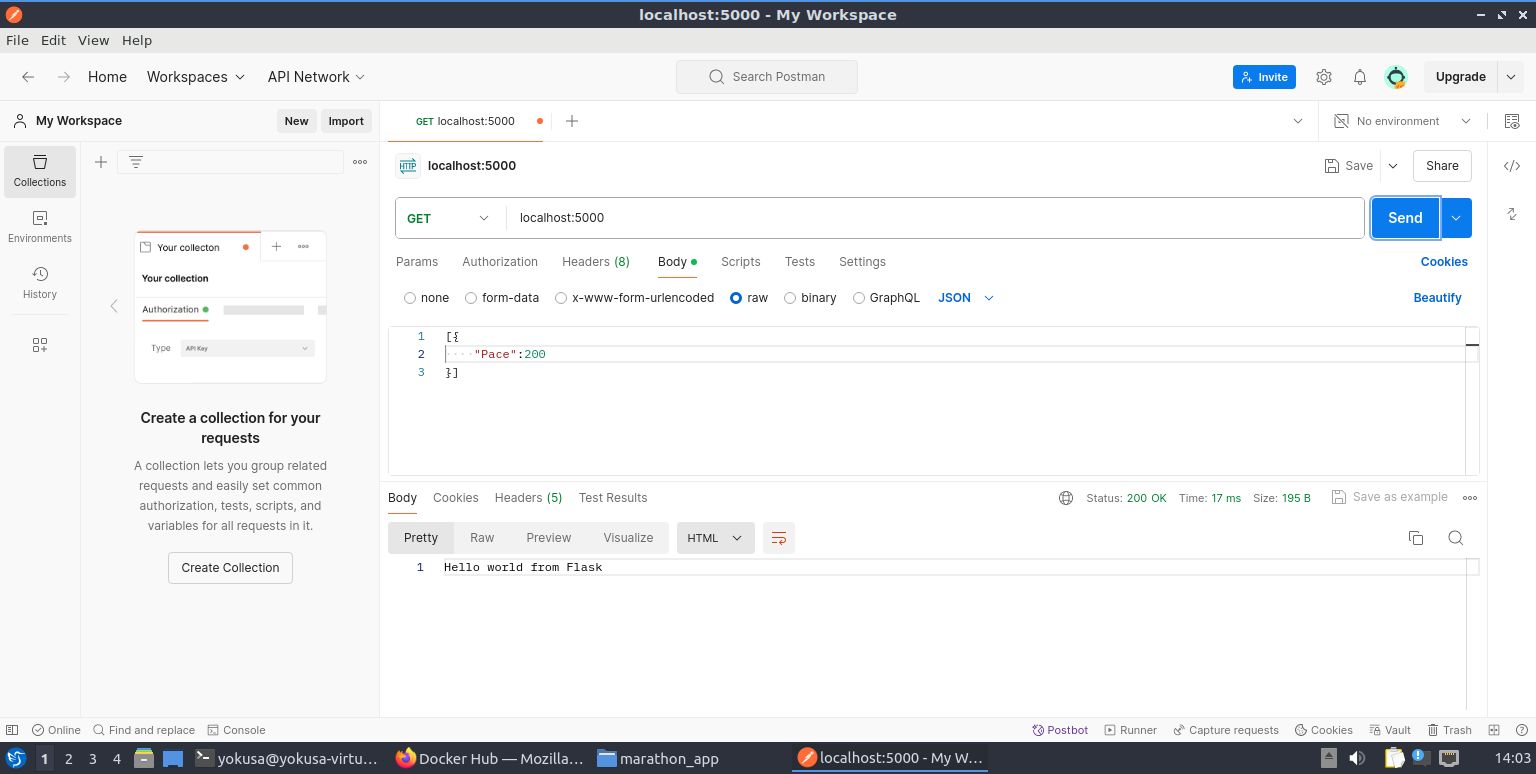 localhost:5000 - My Workspace
File Edit View Help
Home Workspaces API Network Search Postman Invite Upgrade
My Workspace New Import GET localhost:5000 No environment
HTTP localhost:5000 Save Share
Collections
Environments
History
Your collecton
Your collection
Authorization
Type API Key
Create a collection for your
requests
A collection lets you group related
requests and easily set common
authorization, tests, scripts, and
variables for all requests in it.
Create Collection
GET localhost:5000 Send
Params Authorization Headers (8) Body Scripts Tests Settings Cookies
none form-data x-www-form-urlencoded raw binary GraphQL JSON Beautify
1 [{
2 ····"Pace":200
3 }]
Body Cookies Headers (5) Test Results Status: 200 OK Time: 17 ms Size: 195 B Save as example
Pretty Raw Preview Visualize HTML
1 Hello world from Flask
Online Find and replace Console Postbot Runner Capture requests Cookies Vault Trash
1 2 3 4 yokusa@yokusa-virtu... Docker Hub — Mozilla... marathon_app localhost:5000 - My W... 14:03